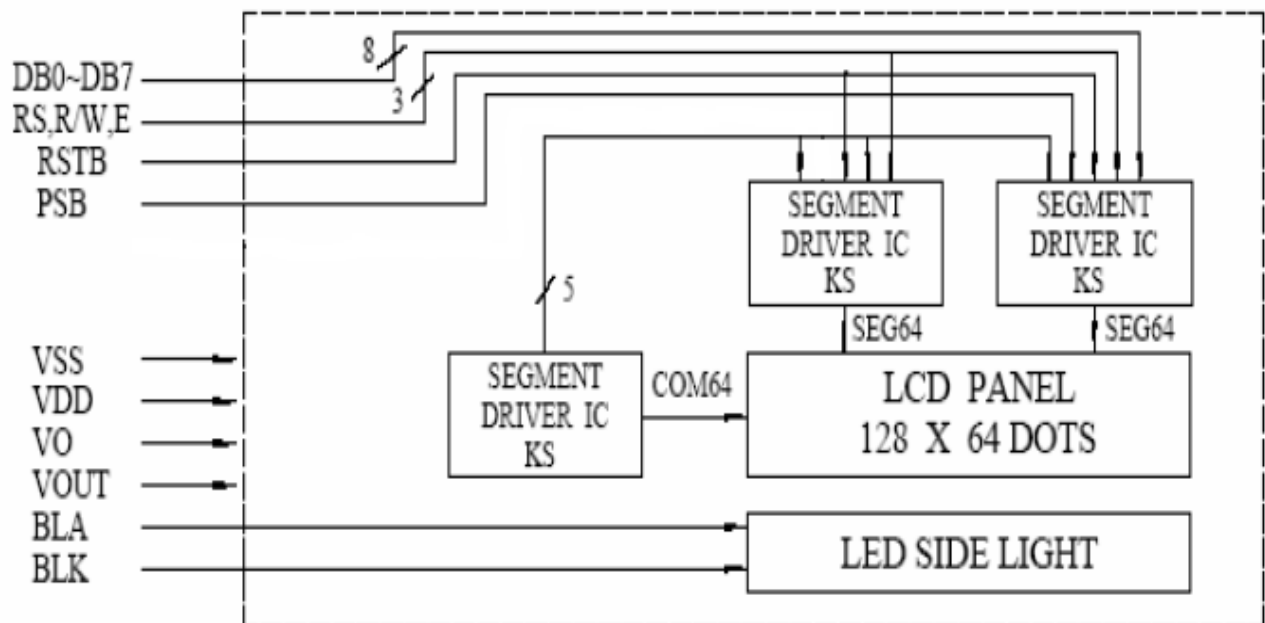 8
DB0~DB7
3
RS,R/W,E
RSTB
PSB
SEGMENT
DRIVER IC
KS
SEGMENT
DRIVER IC
KS
5
SEG64
SEG64
VSS
VDD
VO
VOUT
SEGMENT
DRIVER IC
KS
COM64
LCD PANEL
128 X 64 DOTS
BLA
BLK
LED SIDE LIGHT